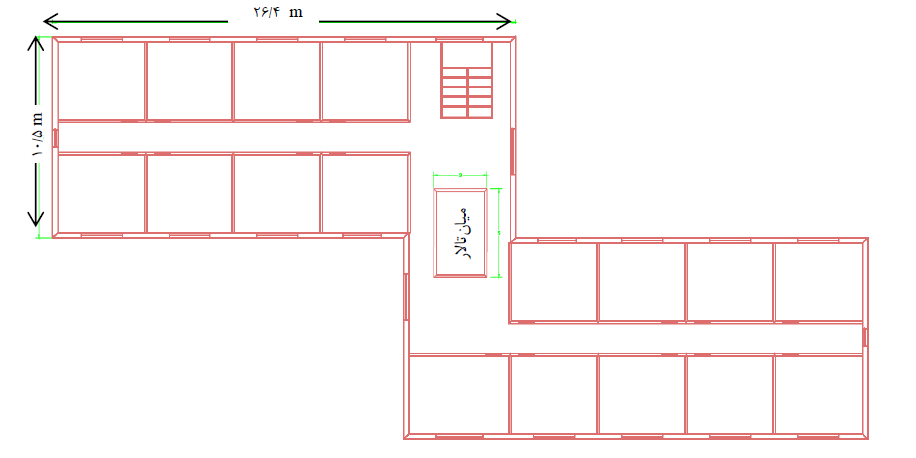 ۲۶/۴ m
۱۰/۵ m
میان تالار